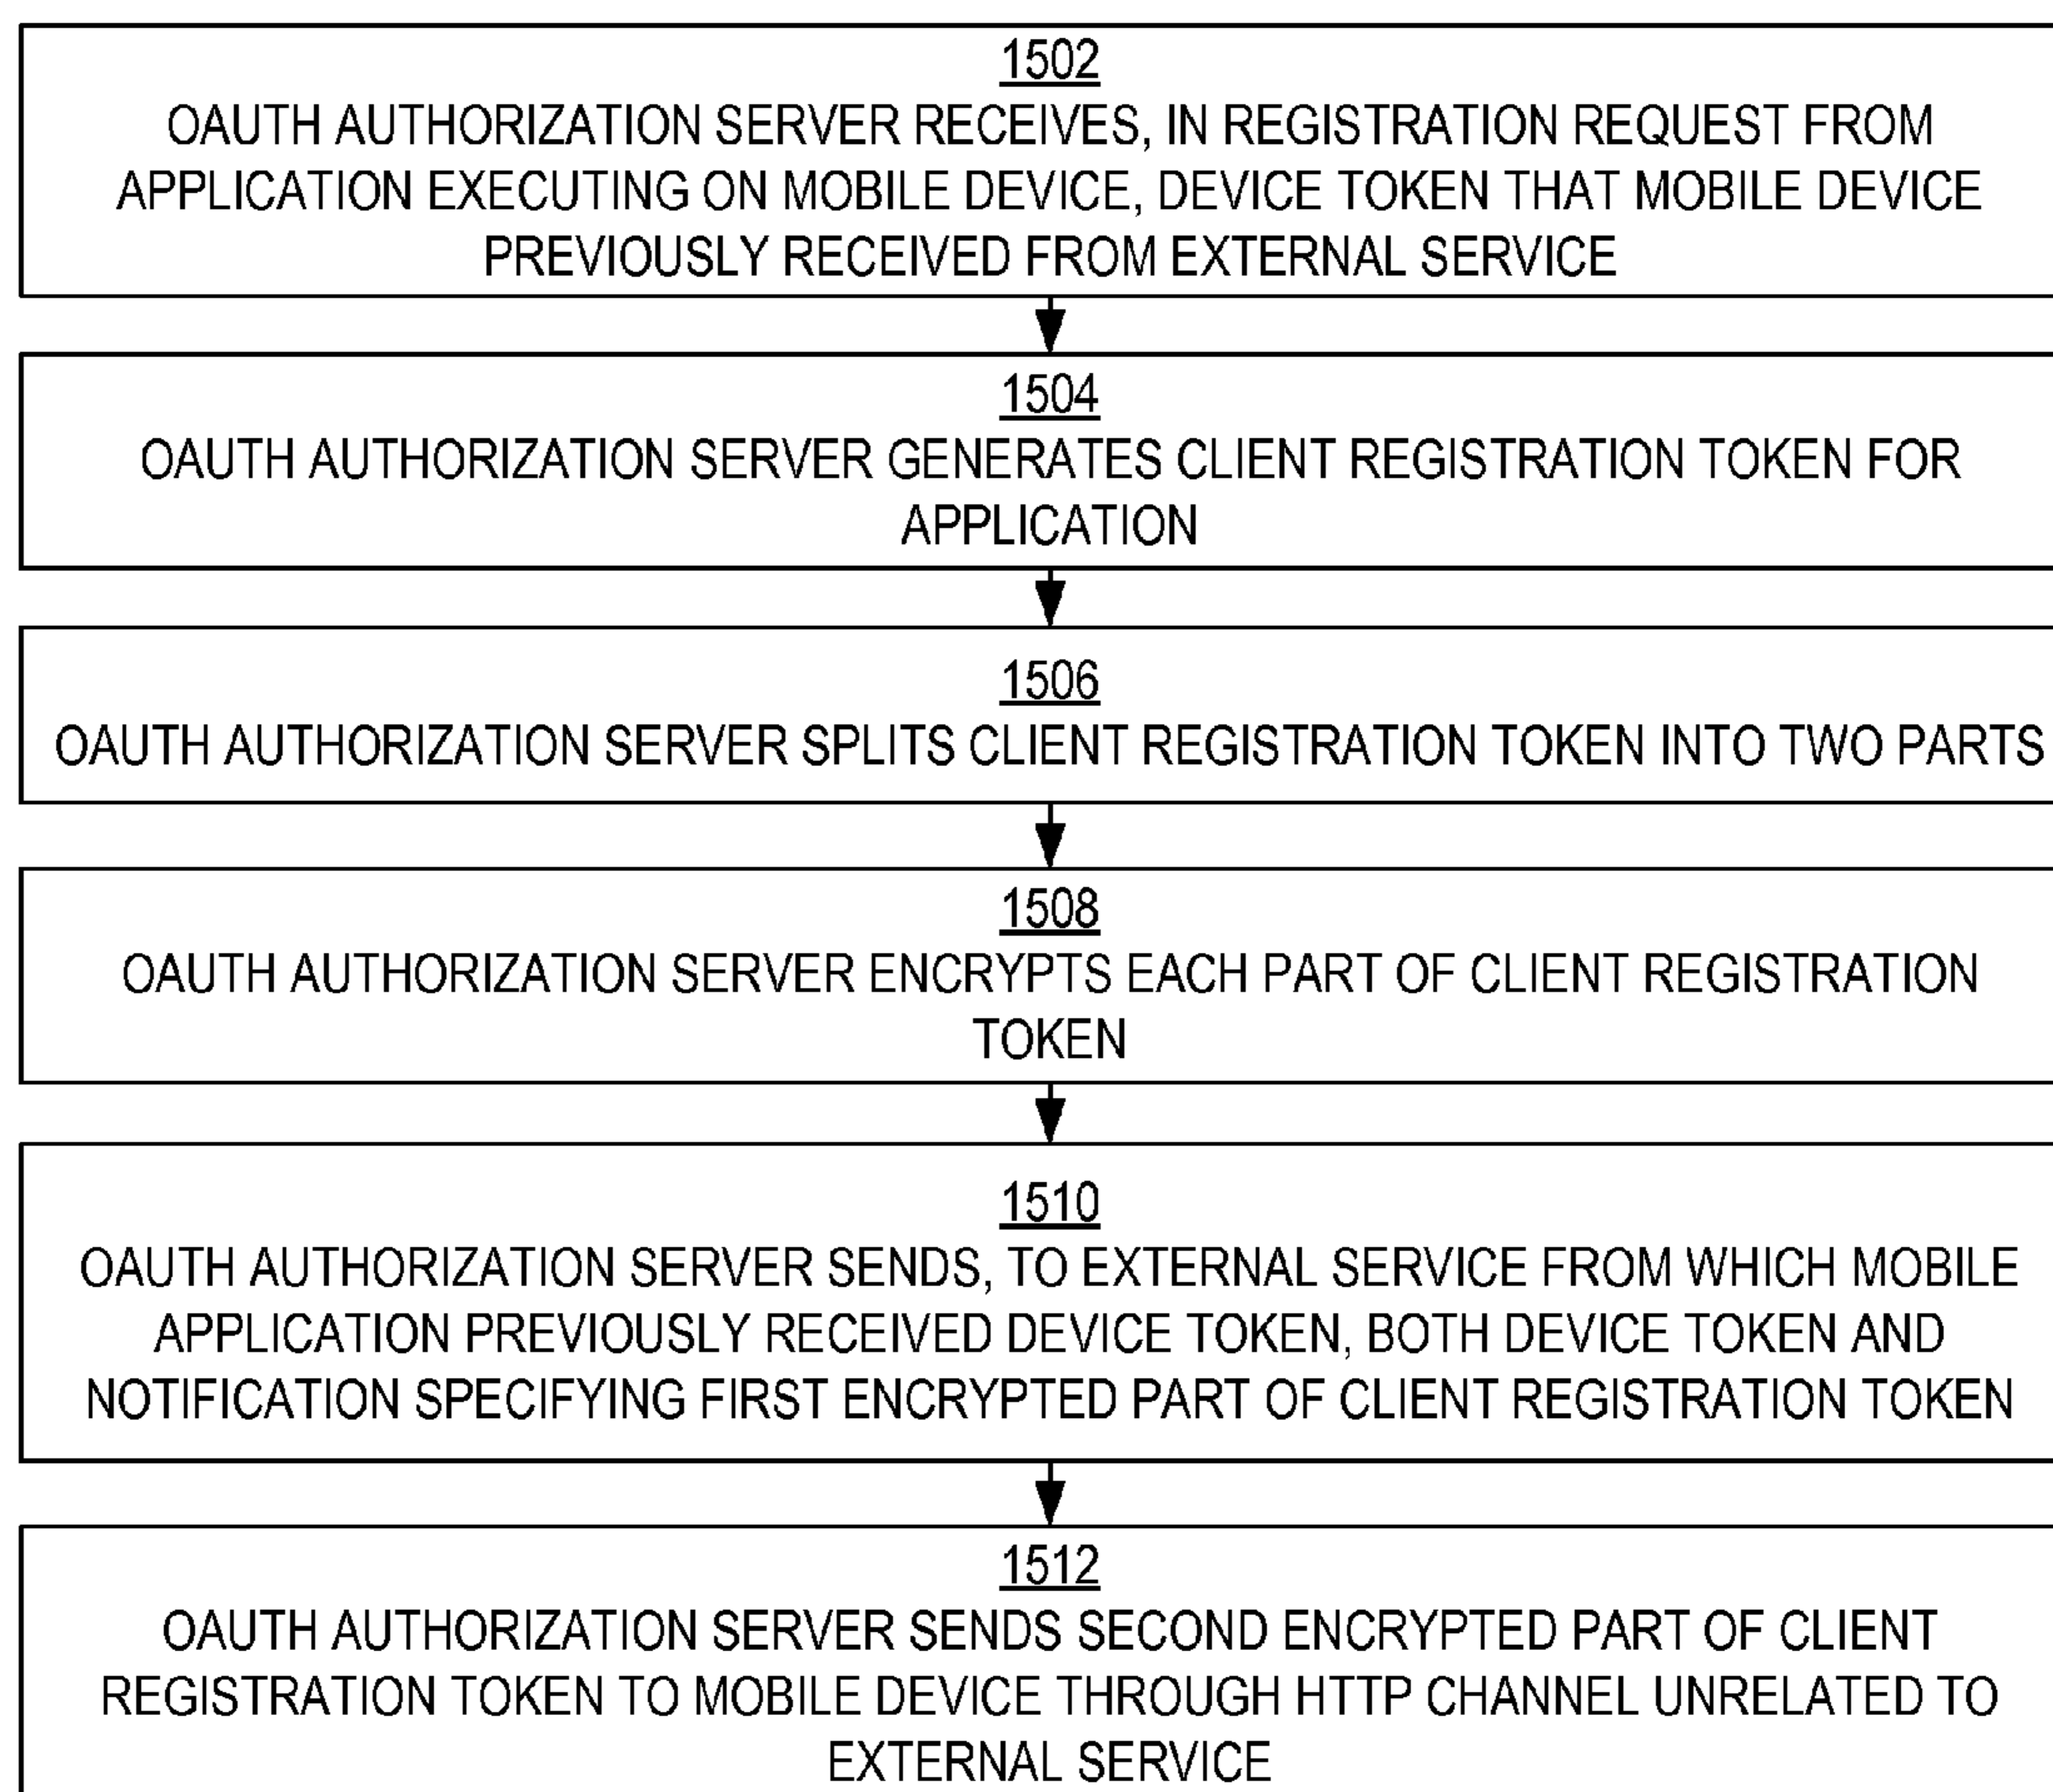 1502
OAUTH AUTHORIZATION SERVER RECEIVES, IN REGISTRATION REQUEST FROM
APPLICATION EXECUTING ON MOBILE DEVICE, DEVICE TOKEN THAT MOBILE DEVICE
PREVIOUSLY RECEIVED FROM EXTERNAL SERVICE
1504
OAUTH AUTHORIZATION SERVER GENERATES CLIENT REGISTRATION TOKEN FOR
APPLICATION
1506
OAUTH AUTHORIZATION SERVER SPLITS CLIENT REGISTRATION TOKEN INTO TWO PARTS
1508
OAUTH AUTHORIZATION SERVER ENCRYPTS EACH PART OF CLIENT REGISTRATION
TOKEN
1510
OAUTH AUTHORIZATION SERVER SENDS, TO EXTERNAL SERVICE FROM WHICH MOBILE
APPLICATION PREVIOUSLY RECEIVED DEVICE TOKEN, BOTH DEVICE TOKEN AND
NOTIFICATION SPECIFYING FIRST ENCRYPTED PART OF CLIENT REGISTRATION TOKEN
1512
OAUTH AUTHORIZATION SERVER SENDS SECOND ENCRYPTED PART OF CLIENT
REGISTRATION TOKEN TO MOBILE DEVICE THROUGH HTTP CHANNEL UNRELATED TO
EXTERNAL SERVICE